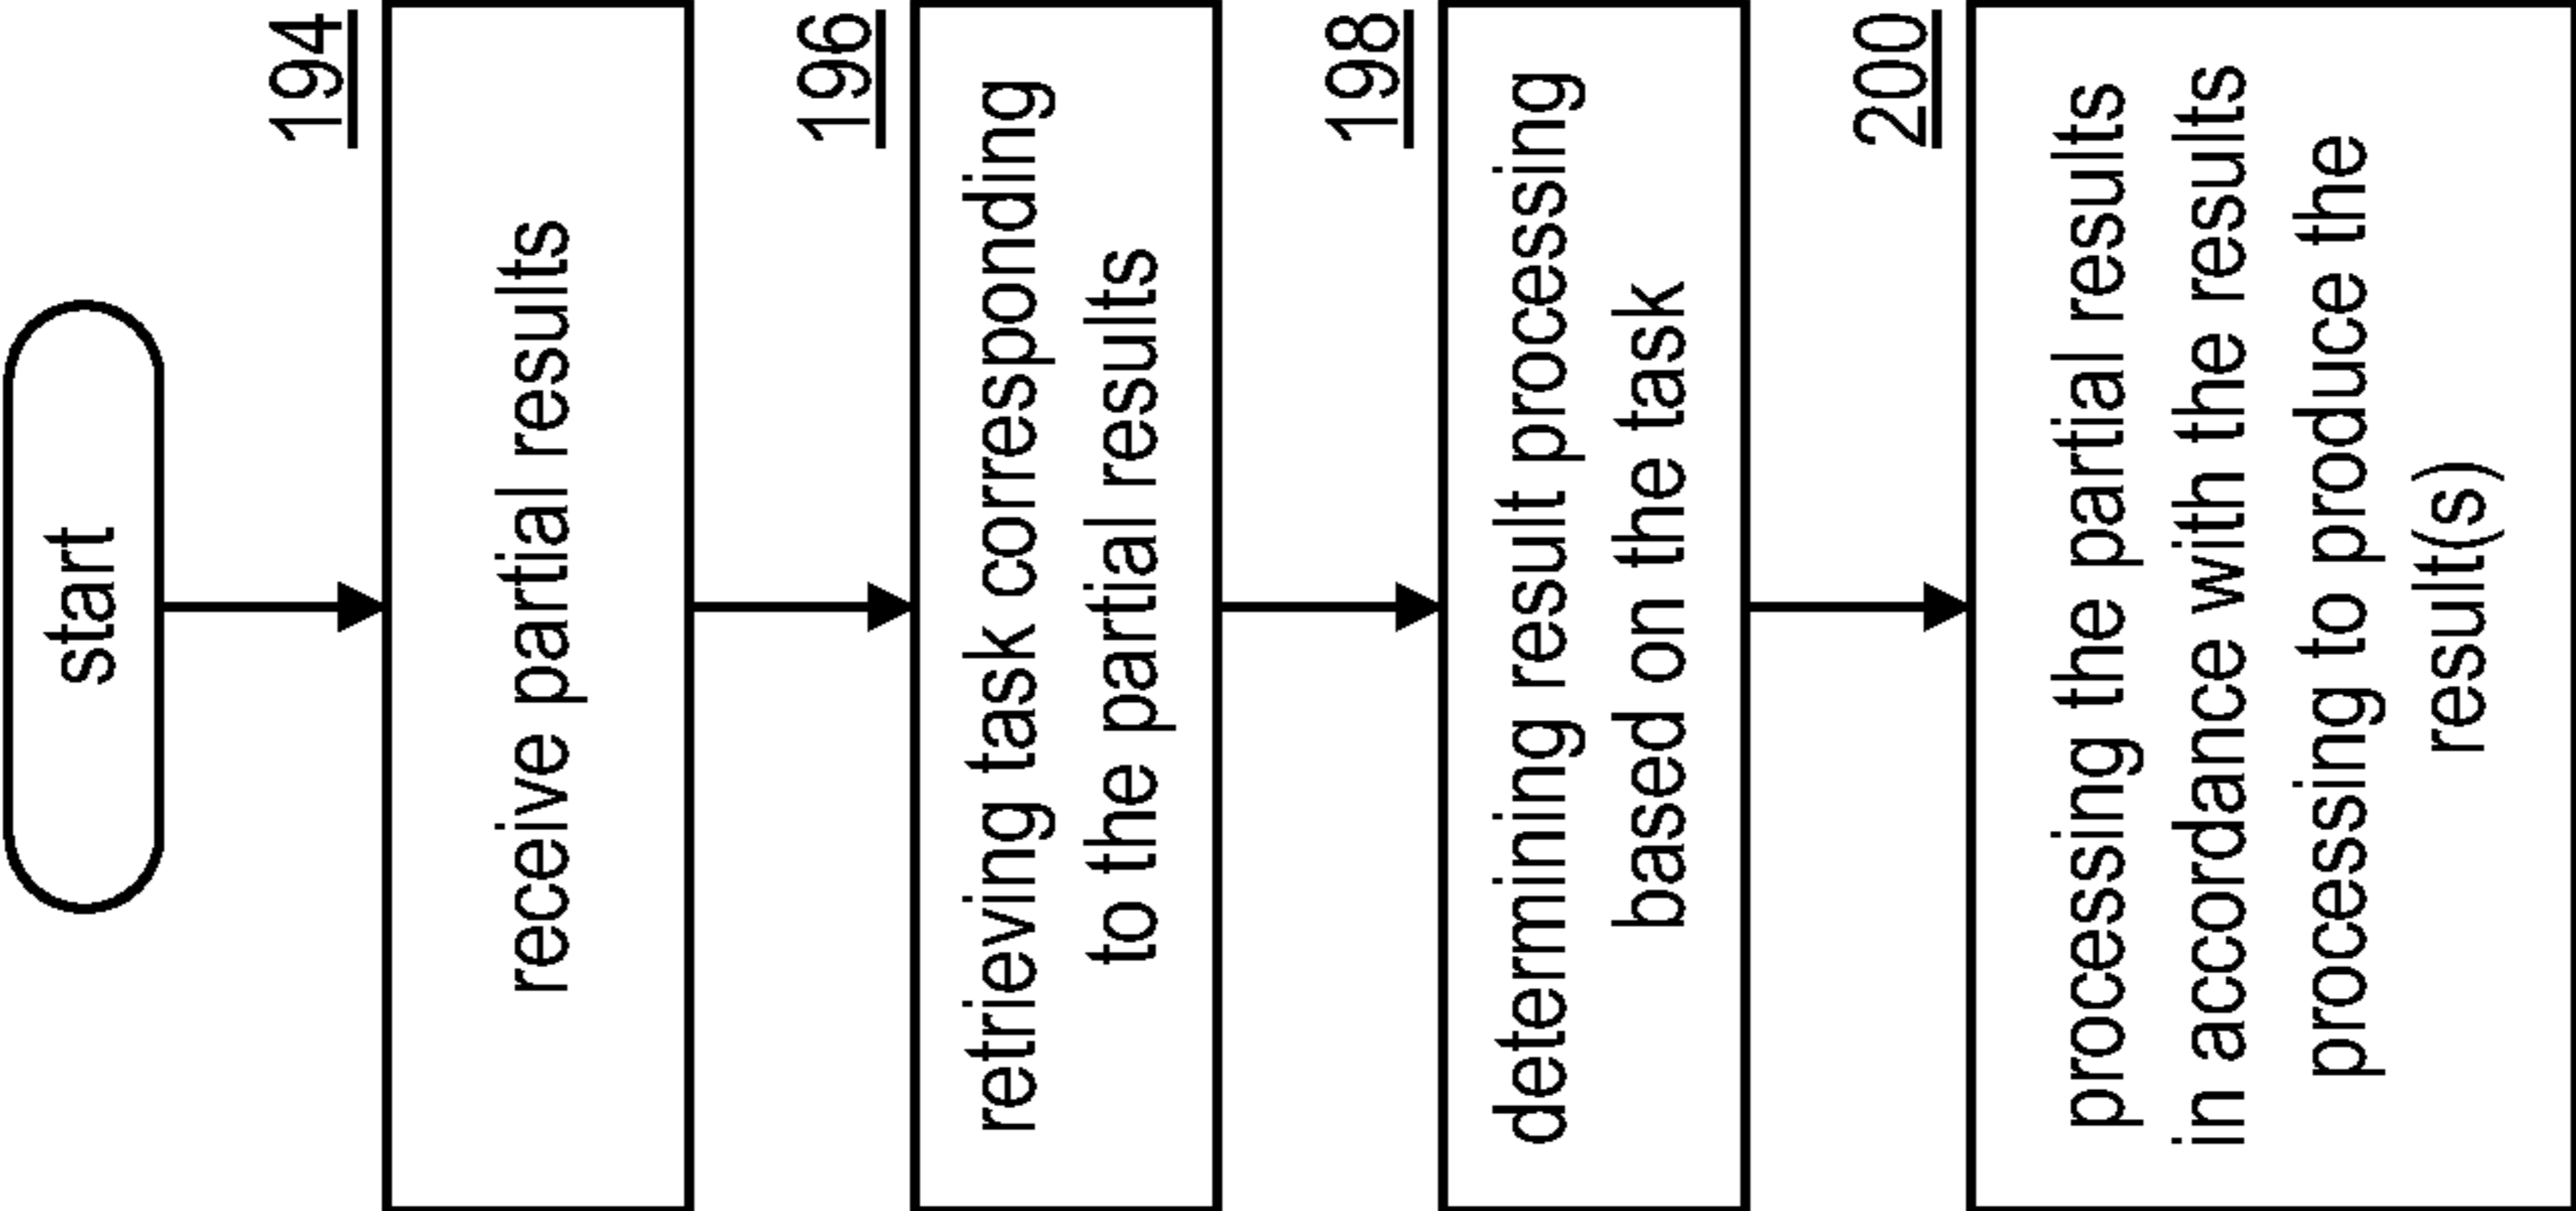 start
194
receive partial results
196
retrieving task corresponding
to the partial results
198
determining result processing
based on the task
200
processing the partial results
in accordance with the results
processing to produce the
result(s)